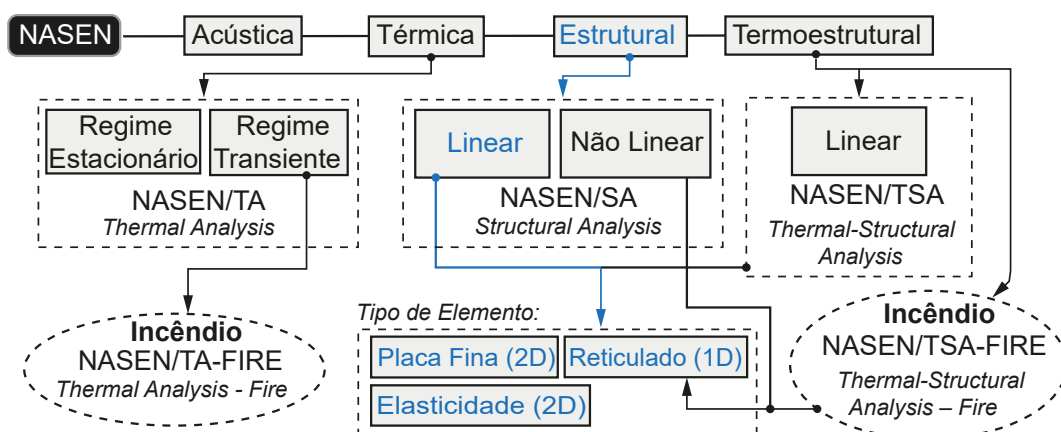 NASEN
Acústica
Térmica
Estrutural
Termoestrutural
Regime
Estacionário
Regime
Transiente
NASEN/TA
Thermal Analysis
Linear
Não Linear
NASEN/SA
Structural Analysis
Linear
NASEN/TSA
Thermal-Structural
Analysis
Incêndio
NASEN/TA-FIRE
Thermal Analysis - Fire
Tipo de Elemento:
Placa Fina (2D)
Reticulado (1D)
Elasticidade (2D)
Incêndio
NASEN/TSA-FIRE
Thermal-Structural
Analysis – Fire